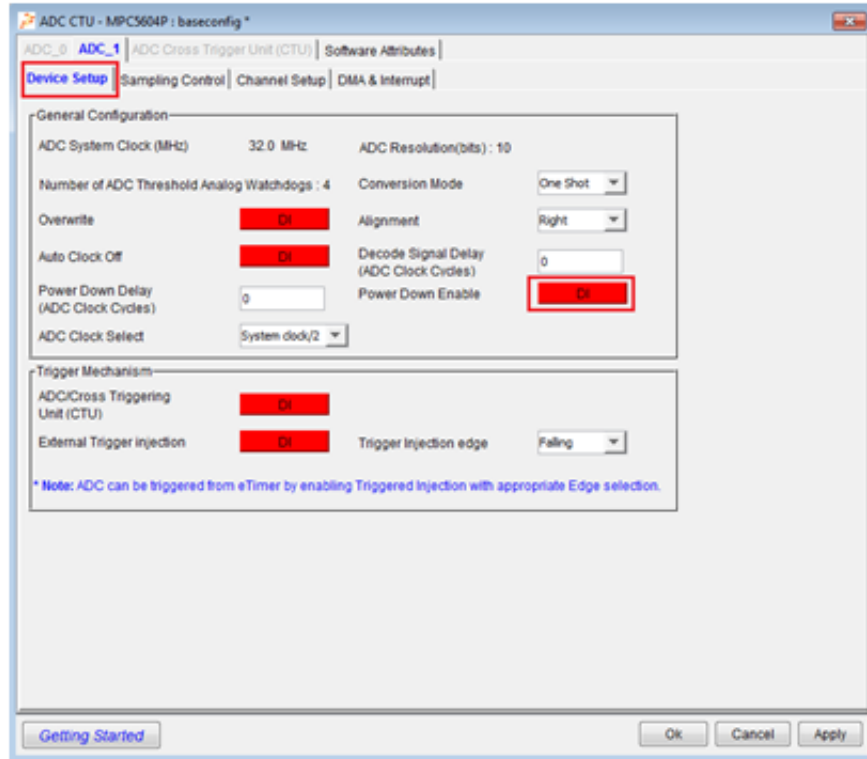 ADC CTU - MPC5604P : baseconfig *
ADC_0 ADC_1 ADC Cross Trigger Unit (CTU) Software Attributes
Device Setup Sampling Control Channel Setup DMA & Interrupt
General Configuration
ADC System Clock (MHz) 32.0 MHz ADC Resolution(bits) : 10
Number of ADC Threshold Analog Watchdogs : 4 Conversion Mode One Shot
Overwrite DI Alignment Right
Auto Clock Off DI Decode Signal Delay (ADC Clock Cycles) 0
Power Down Delay (ADC Clock Cycles) 0 Power Down Enable DI
ADC Clock Select System clock/2
Trigger Mechanism
ADC/Cross Triggering Unit (CTU) DI
External Trigger injection DI Trigger Injection edge Falling
* Note: ADC can be triggered from eTimer by enabling Triggered Injection with appropriate Edge selection.
Getting Started Ok Cancel Apply